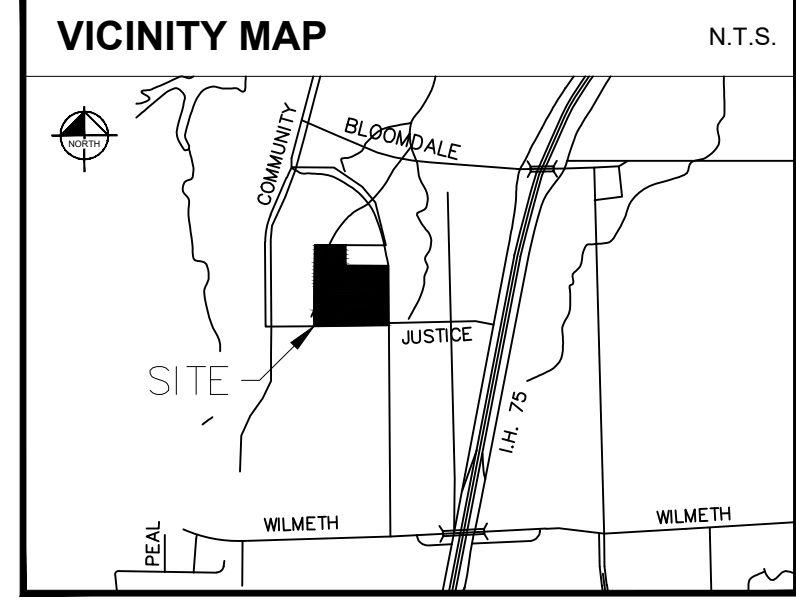 VICINITY MAP
N.T.S.
NORTH
COMMUNITY
BLOOMDALE
JUSTICE
SITE
I.H. 75
WILMETH
WILMETH
PEAL